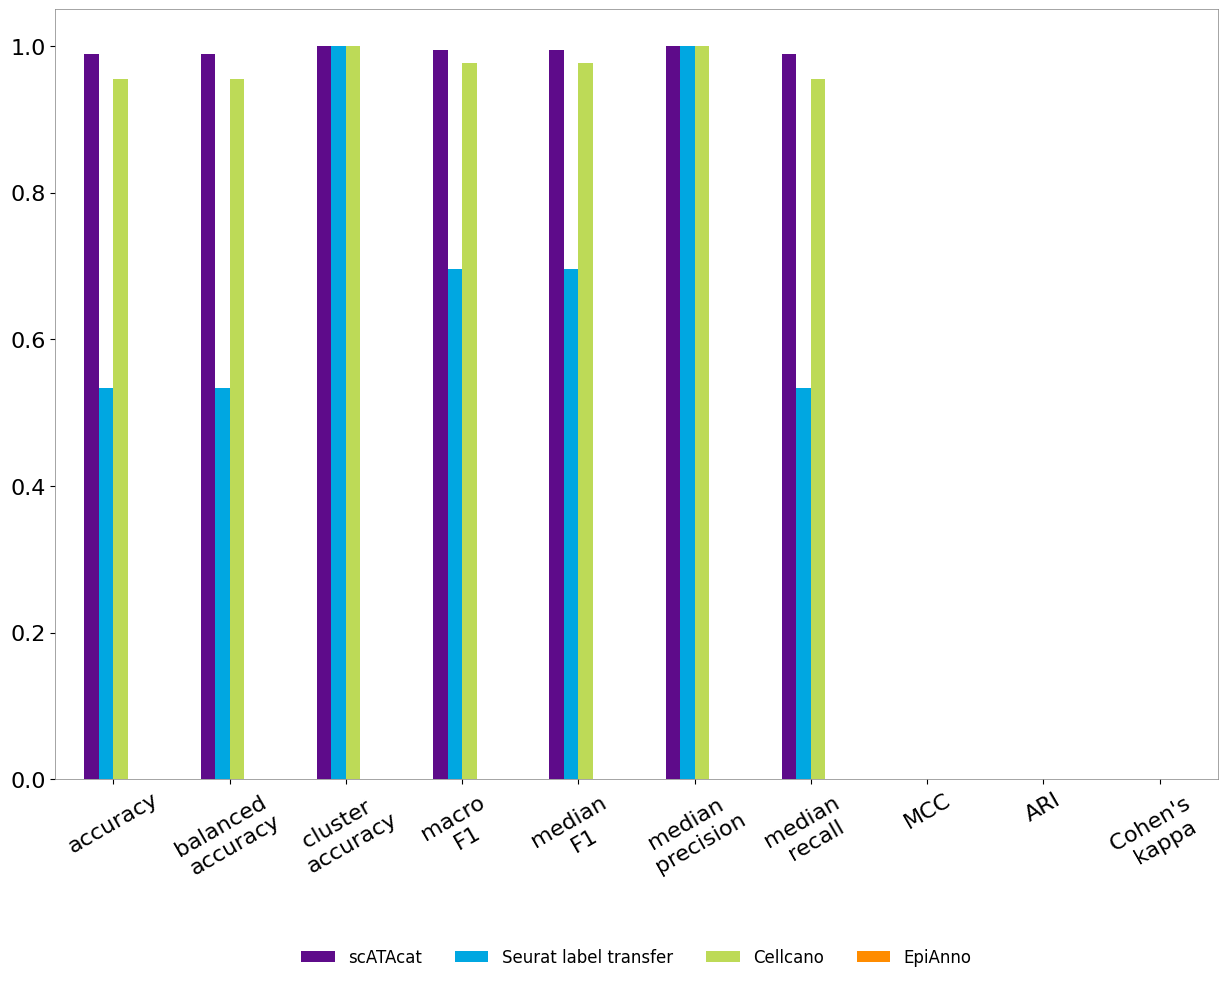 1.0
0.8
0.6
0.4
0.2
0.0
accuracy
balanced
accuracy
cluster
accuracy
macro
F1
median
F1
median
precision
median
recall
MCC
ARI
Cohen's
kappa
scATAcat
Seurat label transfer
Cellcano
EpiAnno